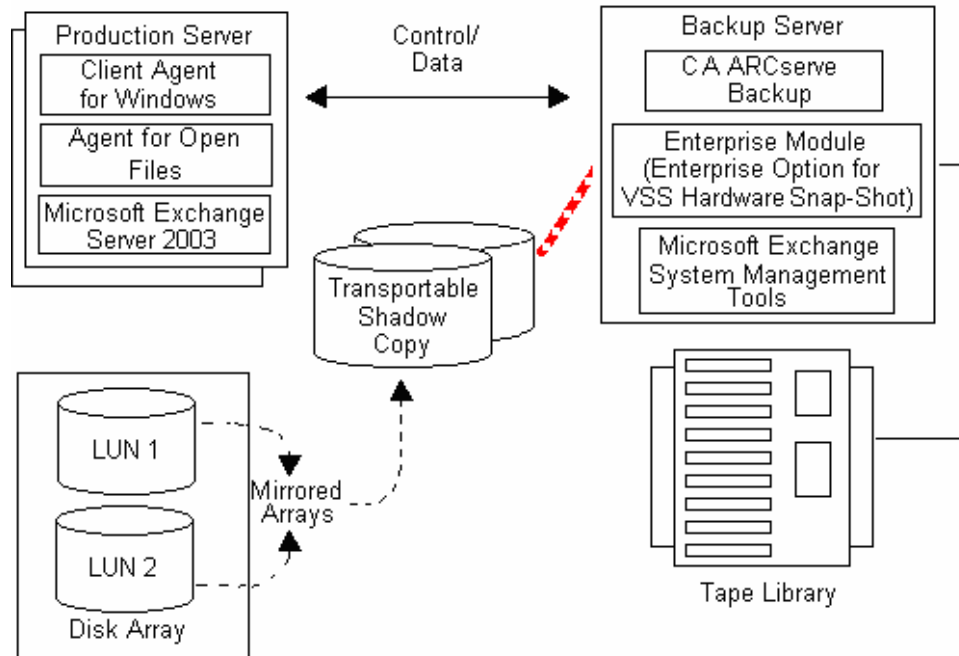 Production Server
Client Agent
for Windows
Agent for Open
Files
Microsoft Exchange
Server 2003
Control/
Data
Backup Server
CA ARCserve
Backup
Enterprise Module
(Enterprise Option for
VSS Hardware Snap-Shot)
Microsoft Exchange
System Management
Tools
Transportable
Shadow
Copy
LUN 1
LUN 2
Disk Array
Mirrored
Arrays
Tape Library